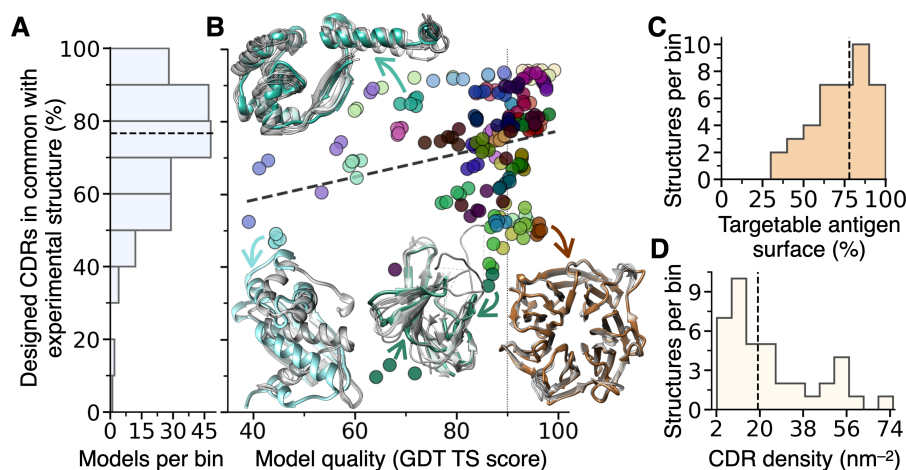 A
B
C
D
Designed CDRs in common with
experimental structure (%)
100
80
60
40
20
0
0 15 30 45
Models per bin
40 60 80 100
Model quality (GDT TS score)
Structures per bin
10
8
6
4
2
0
0 25 50 75 100
Targetable antigen
surface (%)
Structures per bin
9
6
3
0
2 20 38 56 74
CDR density (nm⁻²)